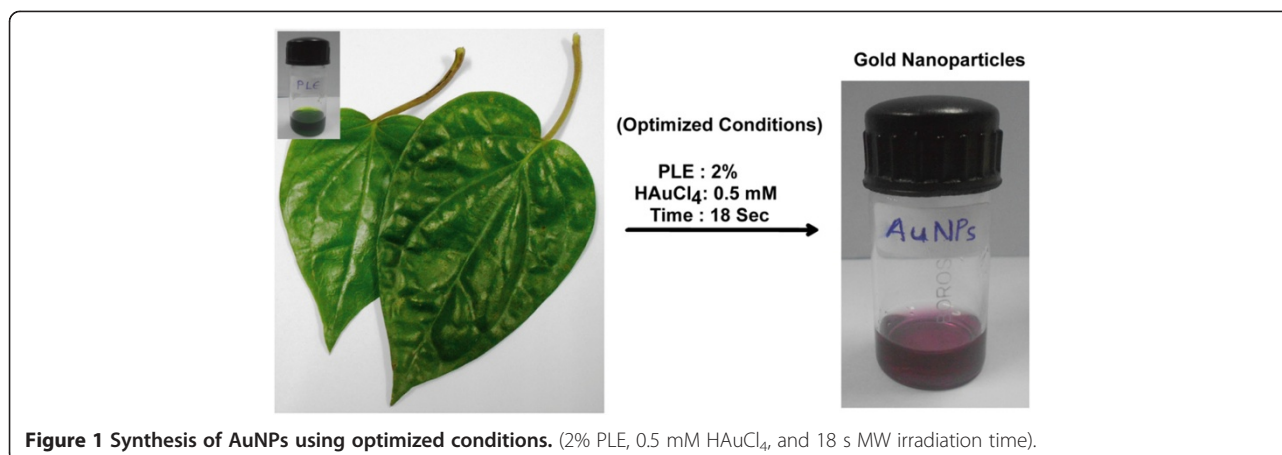 PLE
(Optimized Conditions)
PLE : 2%
HAuCl4: 0.5 mM
Time : 18 Sec
Gold Nanoparticles
AuNPs
BOROS
Figure 1 Synthesis of AuNPs using optimized conditions. (2% PLE, 0.5 mM HAuCl₄, and 18 s MW irradiation time).